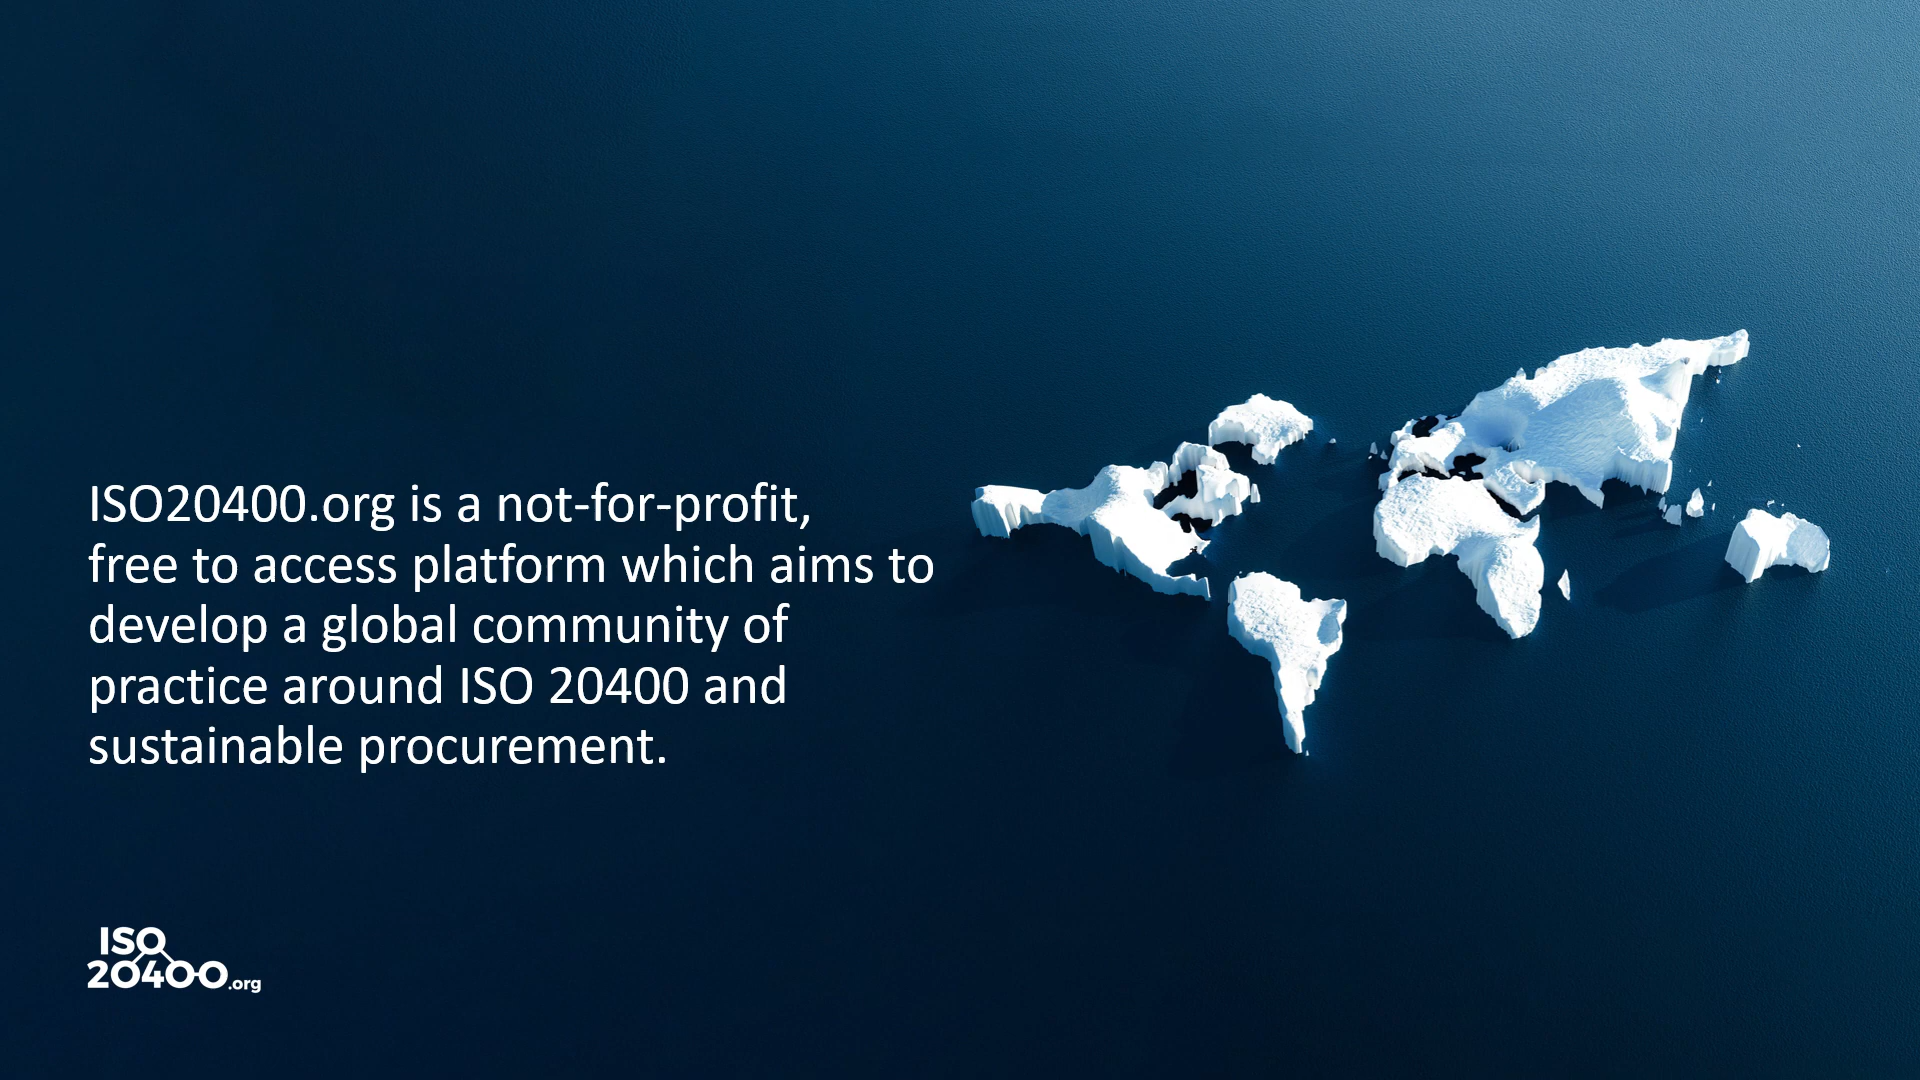 ISO20400.org is a not-for-profit,
free to access platform which aims to
develop a global community of
practice around ISO 20400 and
sustainable procurement.
ISO
20400.org